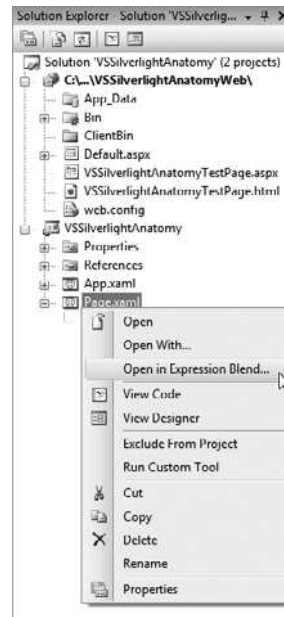 Solution Explorer - Solution 'VSSilverlig...
Solution 'VSSilverlightAnatomy' (2 projects)
C:\...\VSSilverlightAnatomyWeb\
App_Data
Bin
ClientBin
Default.aspx
VSSilverlightAnatomyTestPage.aspx
VSSilverlightAnatomyTestPage.html
web.config
VSSilverlightAnatomy
Properties
References
App.xaml
Page.xaml
Open
Open With...
Open in Expression Blend...
View Code
View Designer
Exclude From Project
Run Custom Tool
Cut
Copy
Delete
Rename
Properties